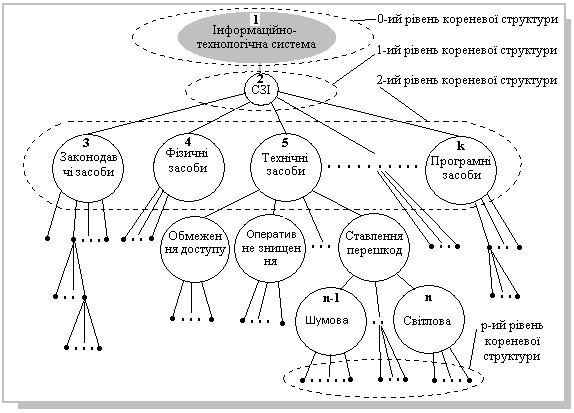 1
Інформаційно-
технологічна система
0-ий рівень кореневої структури
1-ий рівень кореневої структури
2-ий рівень кореневої структури
2
СЗІ
3
Законодав
чі засоби
4
Фізичні
засоби
5
Технічні
засоби
k
Програмні
засоби
Обмежен
ня доступу
Оператив
не знищен
ня
Ставлення
перешкод
n-1
Шумова
n
Світлова
p-ий рівень
кореневої
структури